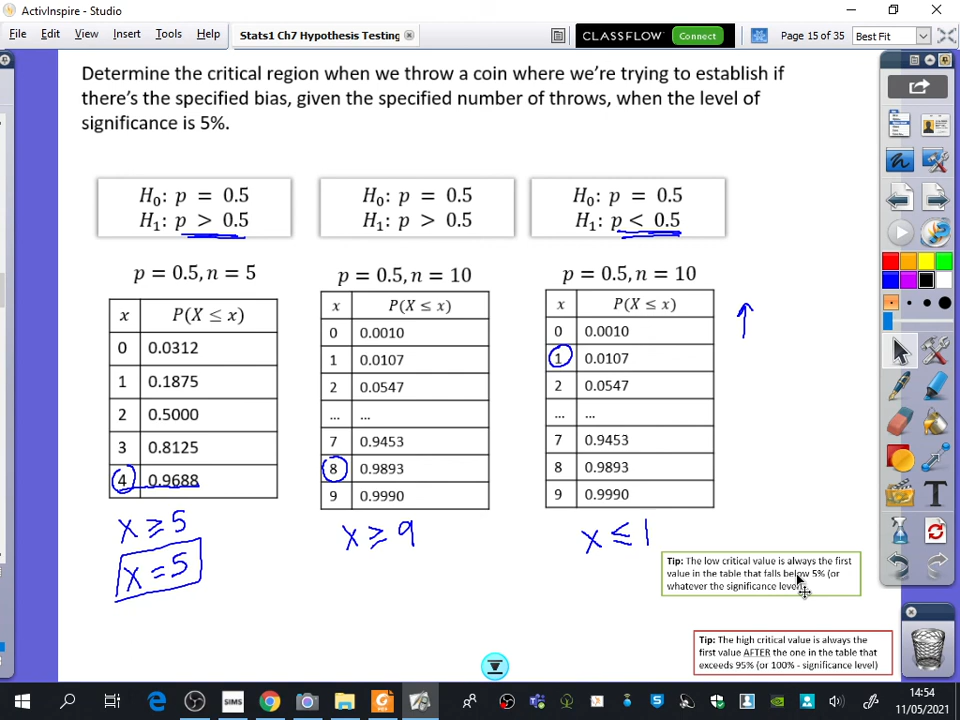 ActivInspire - Studio
File Edit View Insert Tools Help Stats1 Ch7 Hypothesis Testing CLASSFLOW Connect Page 15 of 35 Best Fit
Determine the critical region when we throw a coin where we're trying to establish if
there's the specified bias, given the specified number of throws, when the level of
significance is 5%.
H₀: p = 0.5
H₁: p > 0.5
p = 0.5, n = 5
x P(X ≤ x)
0 0.0312
1 0.1875
2 0.5000
3 0.8125
4 0.9688
x ≥ 5
x = 5
H₀: p = 0.5
H₁: p > 0.5
p = 0.5, n = 10
x P(X ≤ x)
0 0.0010
1 0.0107
2 0.0547
... ...
7 0.9453
8 0.9893
9 0.9990
x ≥ 9
H₀: p = 0.5
H₁: p < 0.5
p = 0.5, n = 10
x P(X ≤ x)
0 0.0010
1 0.0107
2 0.0547
... ...
7 0.9453
8 0.9893
9 0.9990
x ≤ 1
Tip: The low critical value is always the first
value in the table that falls below 5% (or
whatever the significance level)
Tip: The high critical value is always the
first value AFTER the one in the table that
exceeds 95% (or 100% - significance level)
SIMS
14:54
11/05/2021